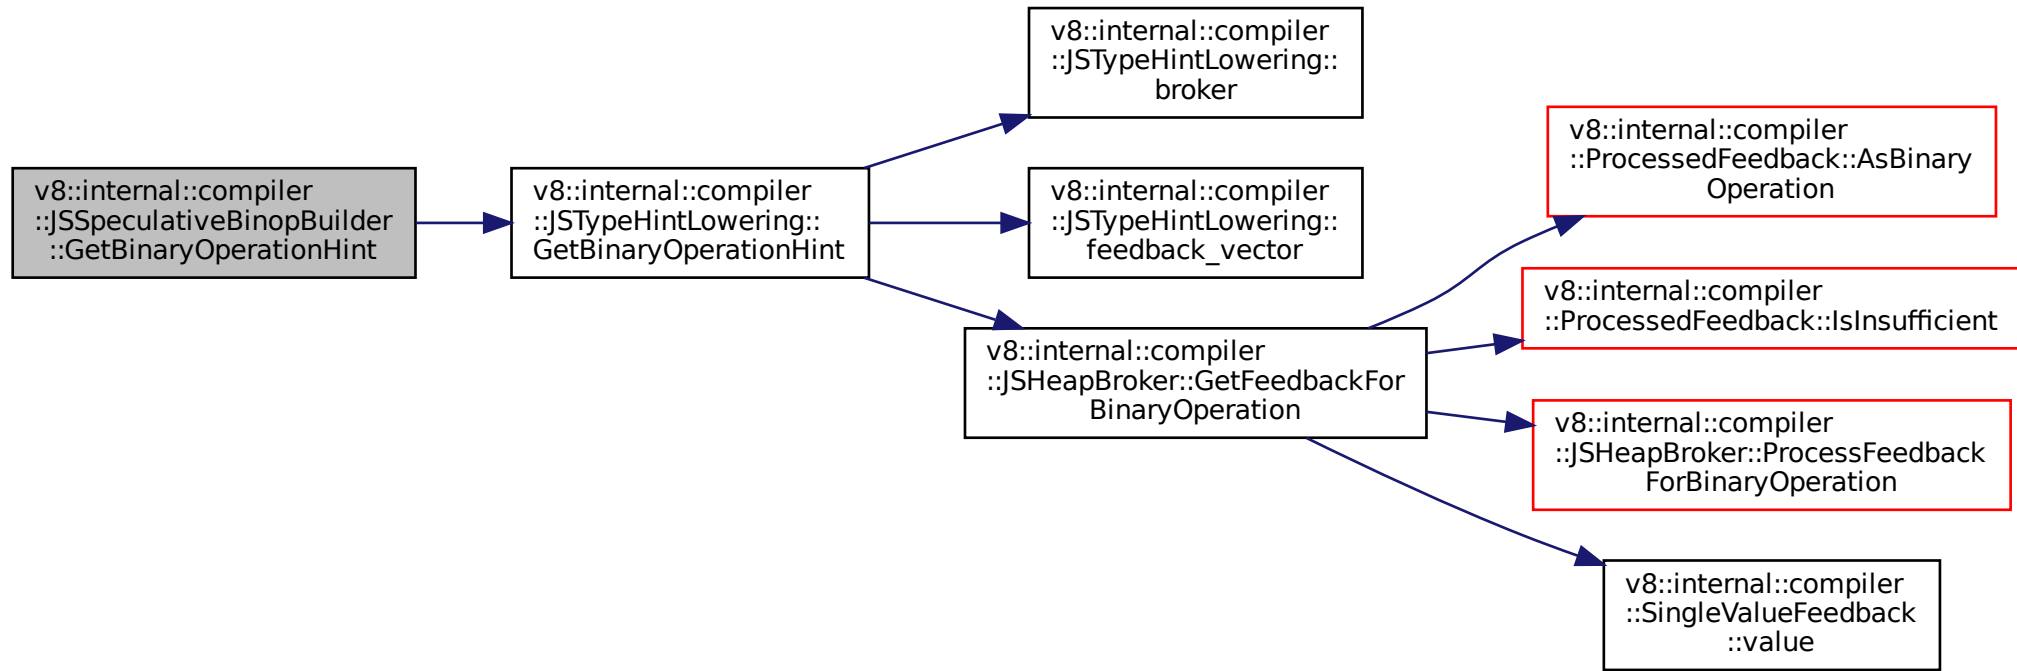 v8::internal::compiler
::JSSpeculativeBinopBuilder
::GetBinaryOperationHint
v8::internal::compiler
::JSTypeHintLowering::
GetBinaryOperationHint
v8::internal::compiler
::JSTypeHintLowering::
broker
v8::internal::compiler
::JSTypeHintLowering::
feedback_vector
v8::internal::compiler
::JSHeapBroker::GetFeedbackFor
BinaryOperation
v8::internal::compiler
::ProcessedFeedback::AsBinary
Operation
v8::internal::compiler
::ProcessedFeedback::IsInsufficient
v8::internal::compiler
::JSHeapBroker::ProcessFeedback
ForBinaryOperation
v8::internal::compiler
::SingleValueFeedback
::value